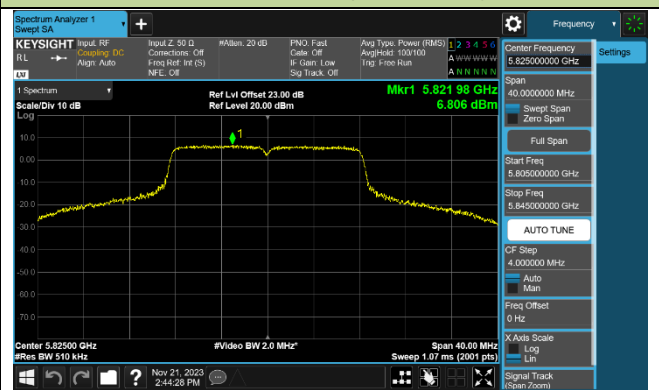 Spectrum Analyzer 1
Swept SA
+
Frequency
KEYSIGHT
RL
LXI
Input: RF
Coupling: DC
Align: Auto
Input Z: 50 Ω
Corrections: Off
Freq Ref: Int (S)
NFE: Off
#Atten: 20 dB
PNO: Fast
Gate: Off
IF Gain: Low
Sig Track: Off
Avg Type: Power (RMS)
Avg|Hold: 100/100
Trig: Free Run
1 2 3 4 5 6
A W W W W W
A N N N N N
1 Spectrum
Scale/Div 10 dB
Log
Ref Lvl Offset 23.00 dB
Ref Level 20.00 dBm
Mkr1 5.821 98 GHz
6.806 dBm
1
10.0
0.00
-10.0
-20.0
-30.0
-40.0
-50.0
-60.0
-70.0
Center 5.82500 GHz
#Res BW 510 kHz
#Video BW 2.0 MHz*
Span 40.00 MHz
Sweep 1.07 ms (2001 pts)
?
Nov 21, 2023
2:44:28 PM
Center Frequency
5.825000000 GHz
Settings
Span
40.0000000 MHz
Swept Span
Zero Span
Full Span
Start Freq
5.805000000 GHz
Stop Freq
5.845000000 GHz
AUTO TUNE
CF Step
4.000000 MHz
Auto
Man
Freq Offset
0 Hz
X Axis Scale
Log
Lin
Signal Track
(Span Zoom)